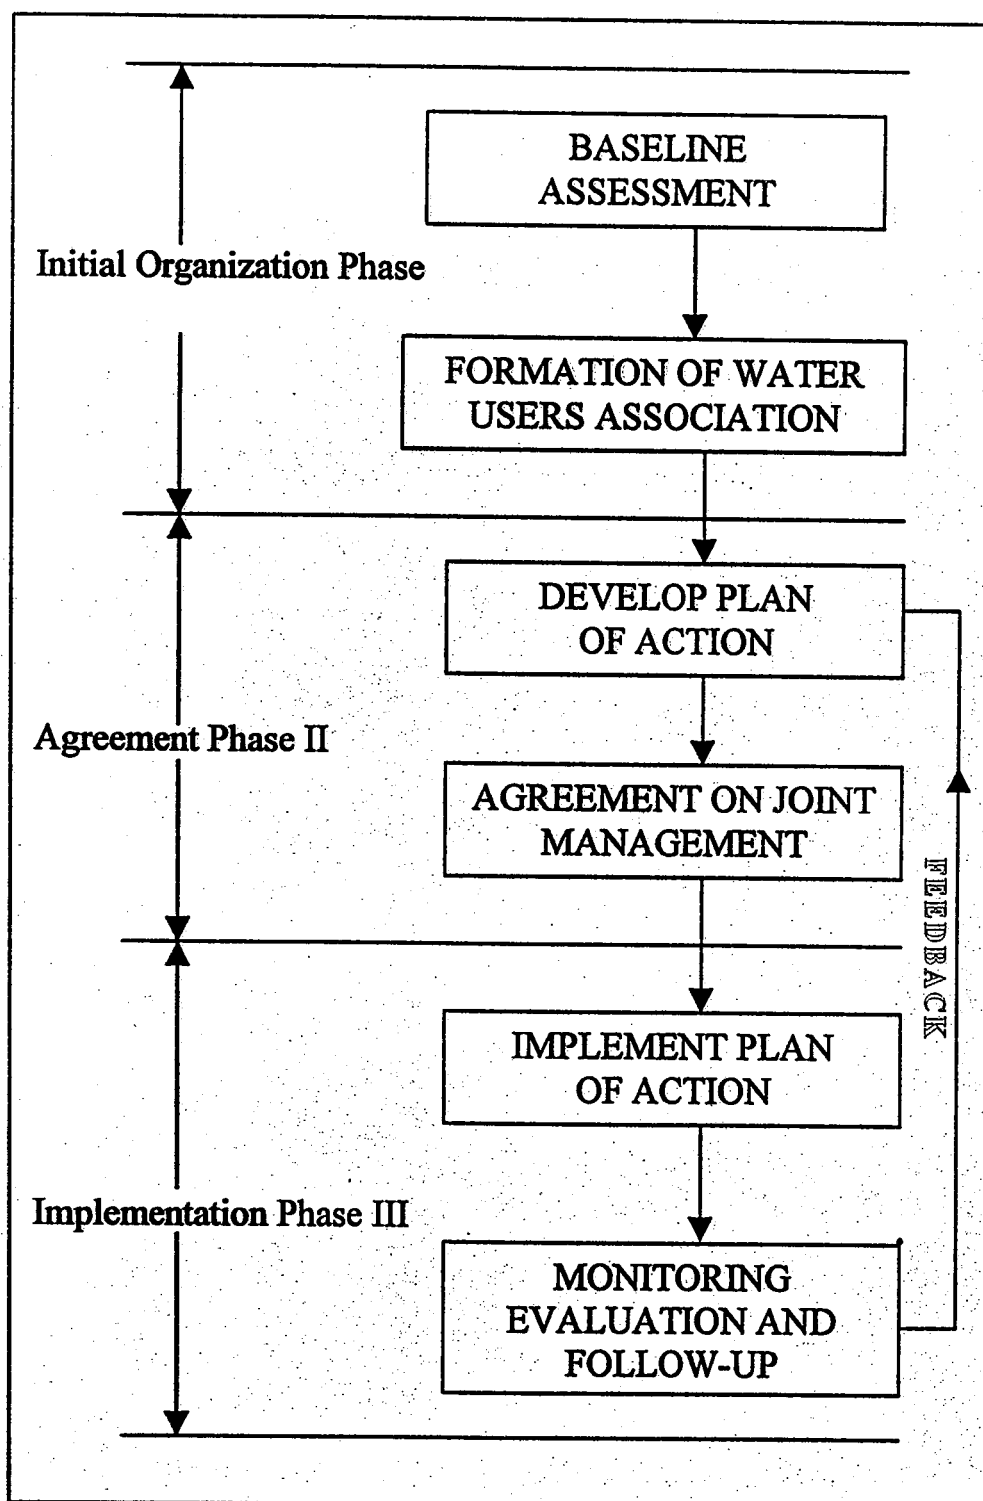 BASELINE
ASSESSMENT
Initial Organization Phase
FORMATION OF WATER
USERS ASSOCIATION
DEVELOP PLAN
OF ACTION
Agreement Phase II
AGREEMENT ON JOINT
MANAGEMENT
FEEDBACK
IMPLEMENT PLAN
OF ACTION
Implementation Phase III
MONITORING
EVALUATION AND
FOLLOW-UP